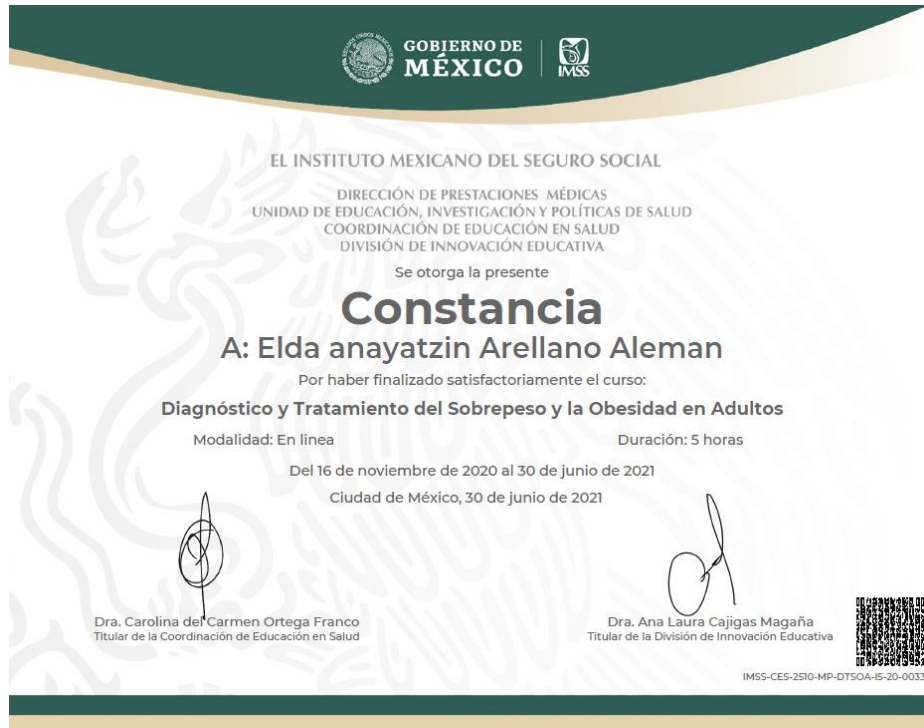 GOBIERNO DE
MÉXICO
IMSS
EL INSTITUTO MEXICANO DEL SEGURO SOCIAL
DIRECCIÓN DE PRESTACIONES MÉDICAS
UNIDAD DE EDUCACIÓN, INVESTIGACIÓN Y POLÍTICAS DE SALUD
COORDINACIÓN DE EDUCACIÓN EN SALUD
DIVISIÓN DE INNOVACIÓN EDUCATIVA
Se otorga la presente
Constancia
A: Elda anayatzin Arellano Aleman
Por haber finalizado satisfactoriamente el curso:
Diagnóstico y Tratamiento del Sobrepeso y la Obesidad en Adultos
Modalidad: En linea Duración: 5 horas
Del 16 de noviembre de 2020 al 30 de junio de 2021
Ciudad de México, 30 de junio de 2021
Dra. Carolina del Carmen Ortega Franco
Titular de la Coordinación de Educación en Salud
Dra. Ana Laura Cajigas Magaña
Titular de la División de Innovación Educativa
IMSS-CES-2510-MP-DTSOA-I5-20-0033